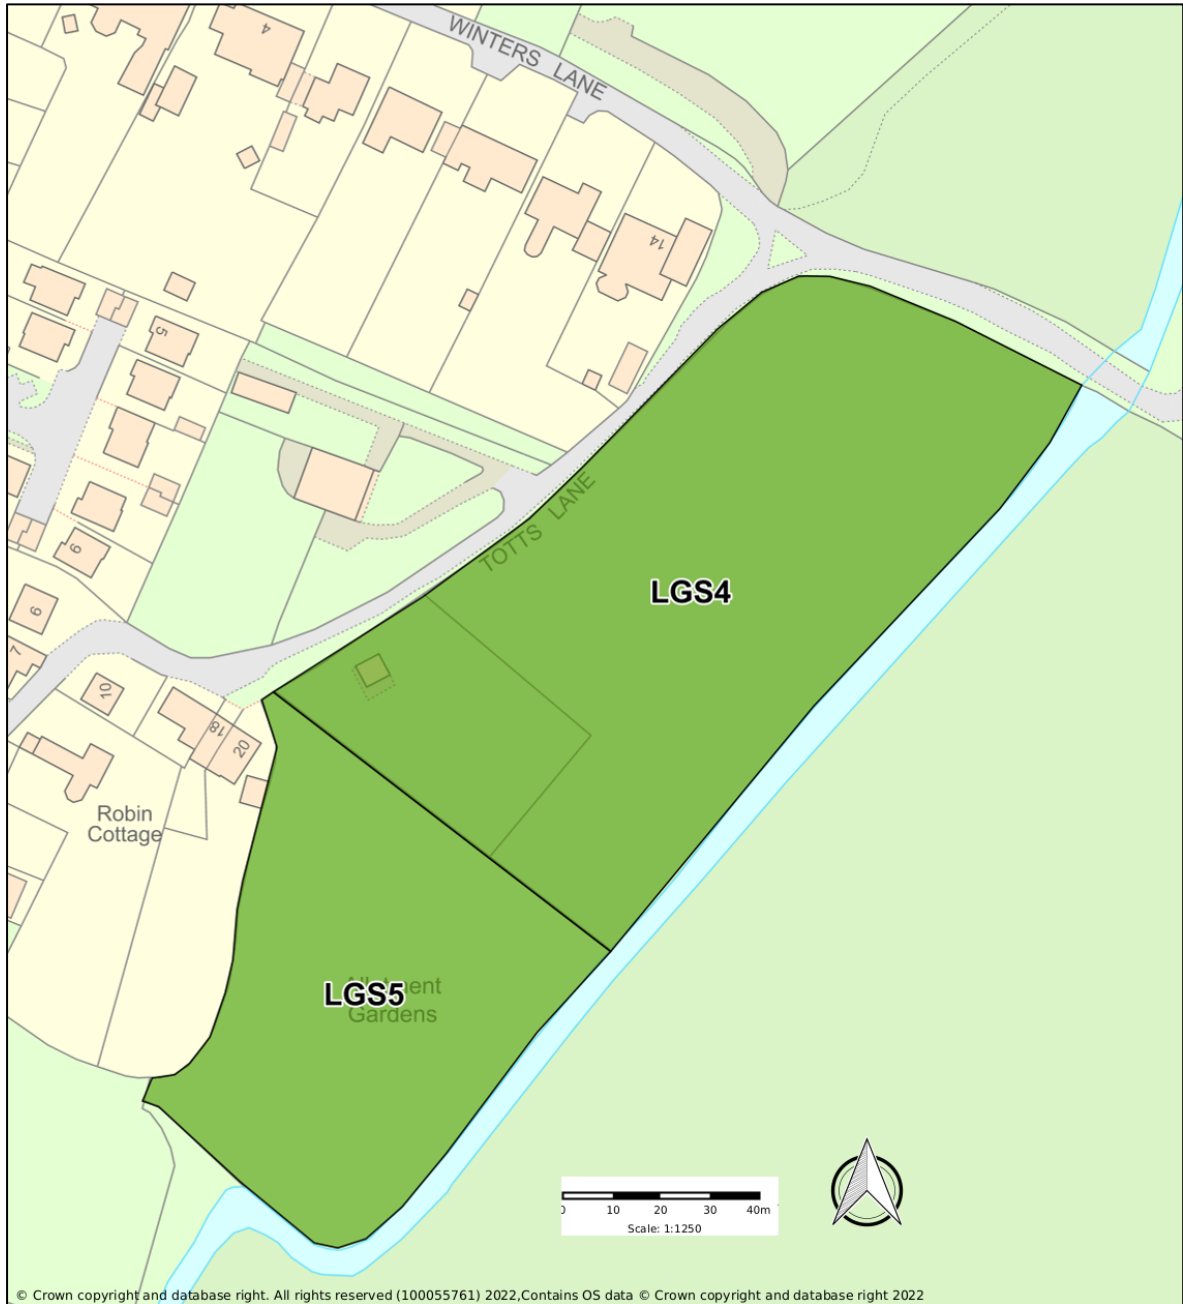 WINTERS LANE
4
14
5
TOTTS LANE
9
9
7
10
18
20
LGS4
Robin
Cottage
LGS5
Gardens
0 10 20 30 40m
Scale: 1:1250
© Crown copyright and database right. All rights reserved (100055761) 2022,Contains OS data © Crown copyright and database right 2022